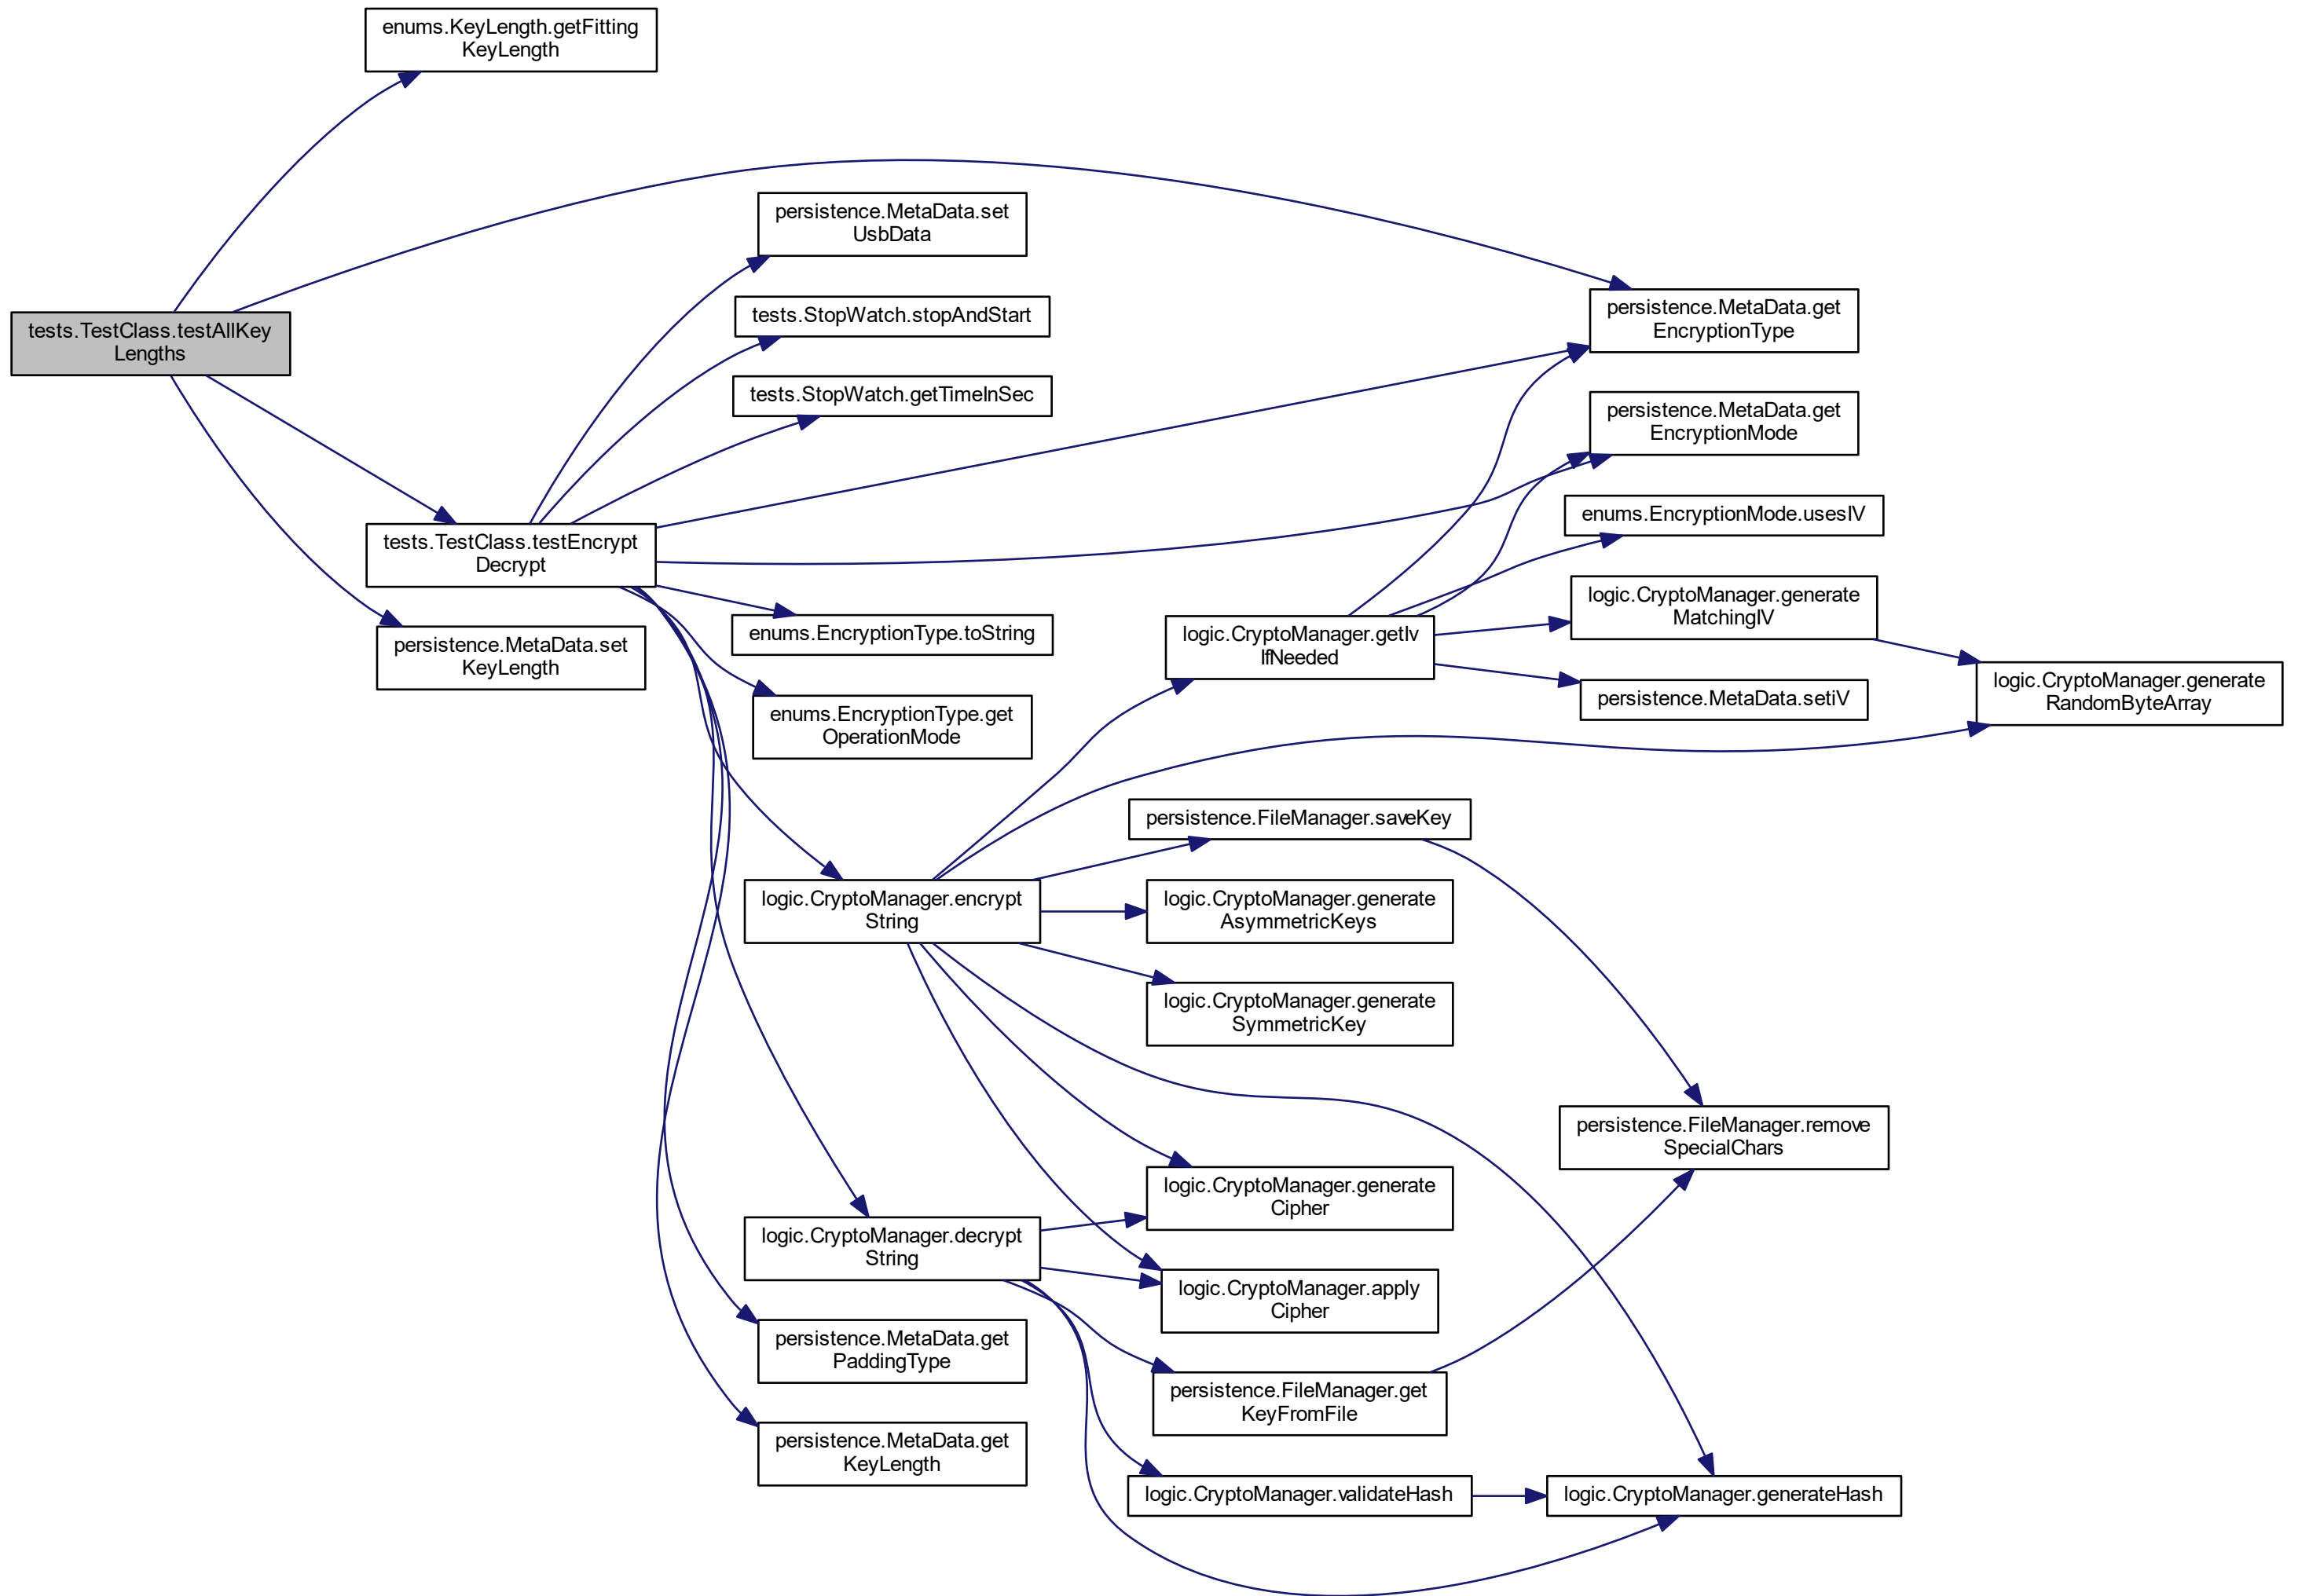 enums.KeyLength.getFitting
KeyLength
persistence.MetaData.set
UsbData
tests.StopWatch.stopAndStart
persistence.MetaData.get
EncryptionType
tests.TestClass.testAllKey
Lengths
tests.StopWatch.getTimeInSec
persistence.MetaData.get
EncryptionMode
enums.EncryptionMode.usesIV
tests.TestClass.testEncrypt
Decrypt
logic.CryptoManager.generate
MatchingIV
enums.EncryptionType.toString
logic.CryptoManager.getIv
IfNeeded
persistence.MetaData.set
KeyLength
logic.CryptoManager.generate
RandomByteArray
persistence.MetaData.setiV
enums.EncryptionType.get
OperationMode
persistence.FileManager.saveKey
logic.CryptoManager.encrypt
String
logic.CryptoManager.generate
AsymmetricKeys
logic.CryptoManager.generate
SymmetricKey
persistence.FileManager.remove
SpecialChars
logic.CryptoManager.generate
Cipher
logic.CryptoManager.decrypt
String
logic.CryptoManager.apply
Cipher
persistence.MetaData.get
PaddingType
persistence.FileManager.get
KeyFromFile
persistence.MetaData.get
KeyLength
logic.CryptoManager.validateHash
logic.CryptoManager.generateHash